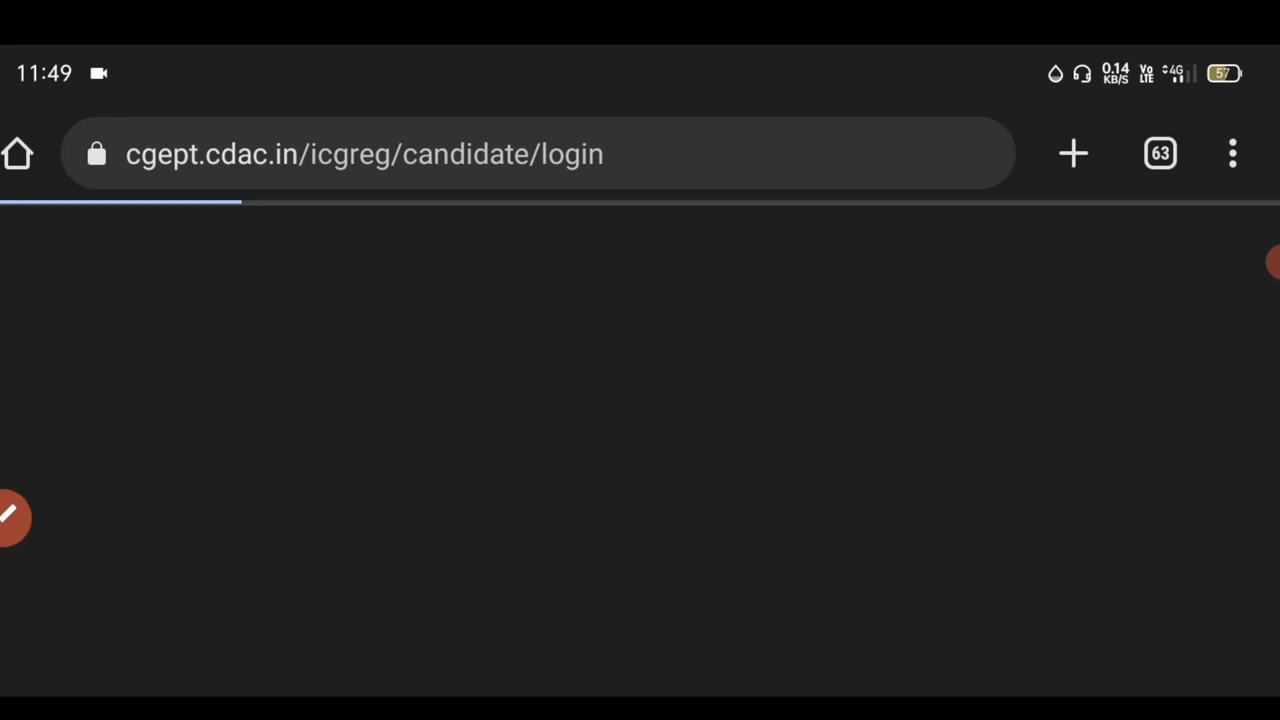 11:49
0.14
KB/S
Vo
LTE
4G
57
cgept.cdac.in/icgreg/candidate/login
63